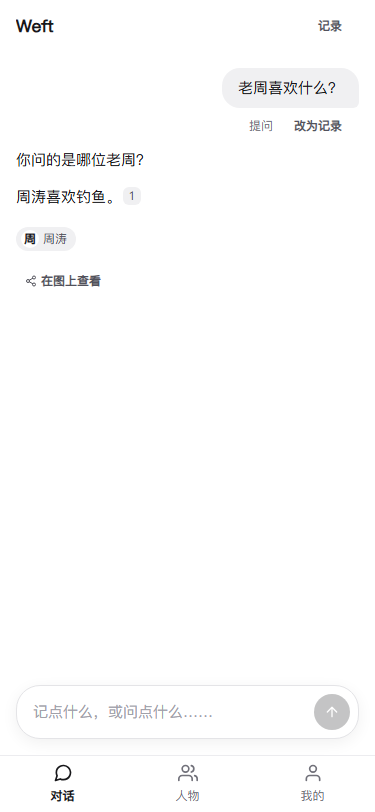 Weft
记录
老周喜欢什么？
提问 改为记录
你问的是哪位老周？
周涛喜欢钓鱼。 1
周 周涛
在图上查看
记点什么，或问点什么……
对话 人物 我的